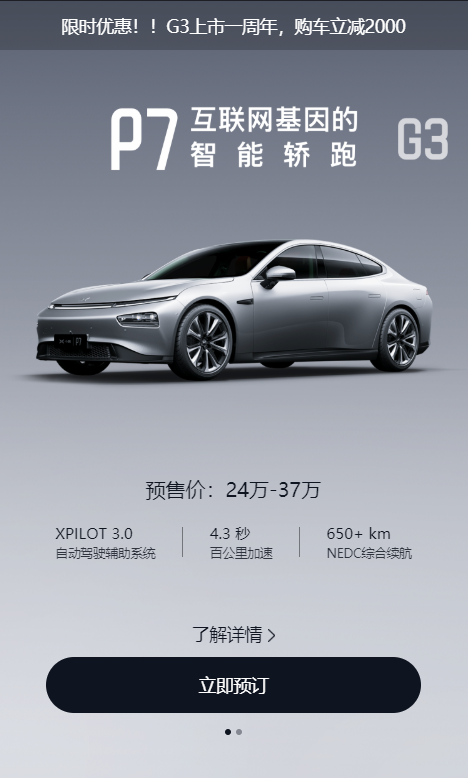 限时优惠！！G3上市一周年，购车立减2000
P7 互联网基因的
智能轿跑
G3
预售价：24万-37万
XPILOT 3.0
自动驾驶辅助系统
4.3 秒
百公里加速
650+ km
NEDC综合续航
了解详情 >
立即预订